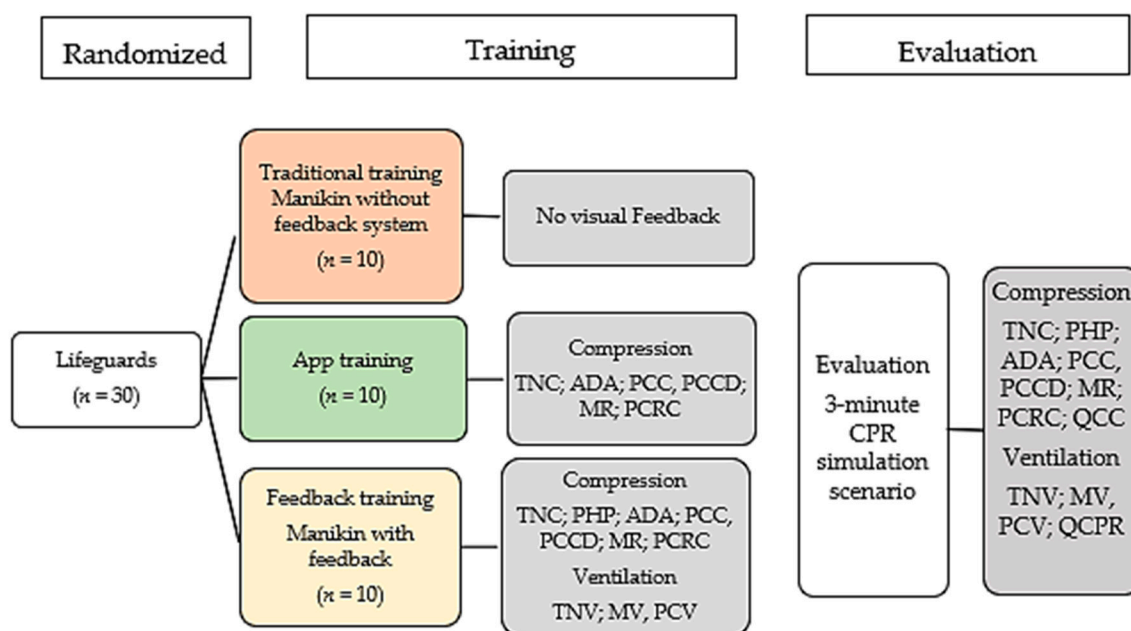 Randomized
Training
Evaluation
Traditional training
Manikin without
feedback system
(n = 10)
No visual Feedback
Lifeguards
(n = 30)
App training
(n = 10)
Compression
TNC; ADA; PCC, PCCD;
MR; PCRC
Feedback training
Manikin with
feedback
(n = 10)
Compression
TNC; PHP; ADA; PCC,
PCCD; MR; PCRC
Ventilation
TNV; MV, PCV
Evaluation
3-minute
CPR
simulation
scenario
Compression
TNC; PHP;
ADA; PCC,
PCCD; MR;
PCRC; QCC
Ventilation
TNV; MV,
PCV; QCPR